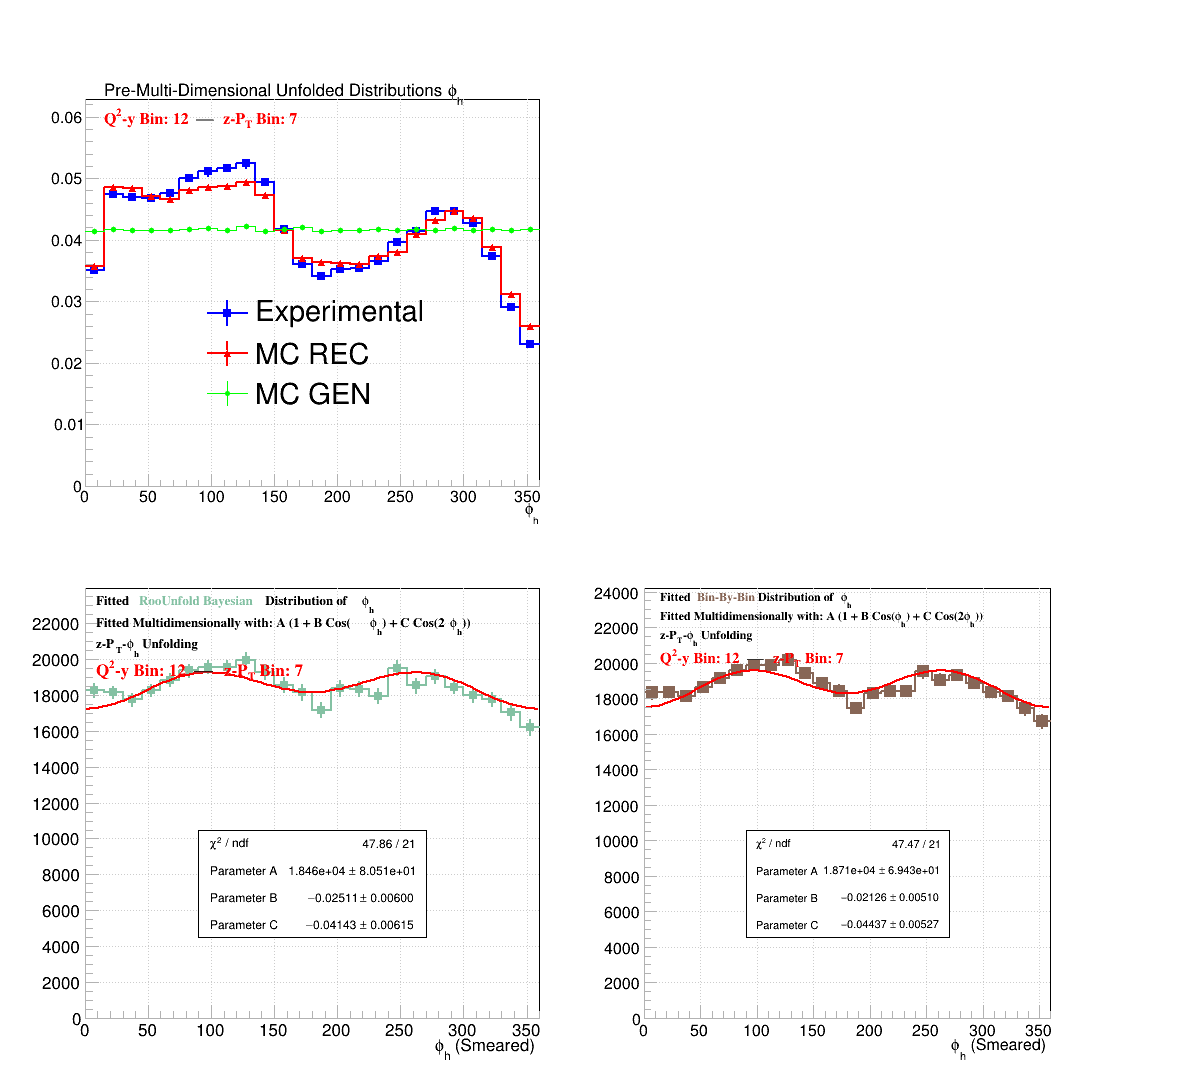 Pre-Multi-Dimensional Unfolded Distributions ϕh
Q²-y Bin: 12 — z-PT Bin: 7
0.06
0.05
0.04
0.03
0.02
0.01
0
Experimental
MC REC
MC GEN
0 50 100 150 200 250 300 350
ϕh
Fitted RooUnfold Bayesian Distribution of ϕh
Fitted Multidimensionally with: A (1 + B Cos( ϕh) + C Cos(2 ϕh))
z-PT-ϕh Unfolding
Q²-y Bin: 12 — z-PT Bin: 7
22000
20000
18000
16000
14000
12000
10000
8000
6000
4000
2000
0
χ² / ndf 47.86 / 21
Parameter A 1.846e+04 ± 8.051e+01
Parameter B −0.02511 ± 0.00600
Parameter C −0.04143 ± 0.00615
0 50 100 150 200 250 300 350
ϕh (Smeared)
Fitted Bin-By-Bin Distribution of ϕh
Fitted Multidimensionally with: A (1 + B Cos(ϕh) + C Cos(2ϕh))
z-PT-ϕh Unfolding
Q²-y Bin: 12 — z-PT Bin: 7
24000
22000
20000
18000
16000
14000
12000
10000
8000
6000
4000
2000
0
χ² / ndf 47.47 / 21
Parameter A 1.871e+04 ± 6.943e+01
Parameter B −0.02126 ± 0.00510
Parameter C −0.04437 ± 0.00527
0 50 100 150 200 250 300 350
ϕh (Smeared)